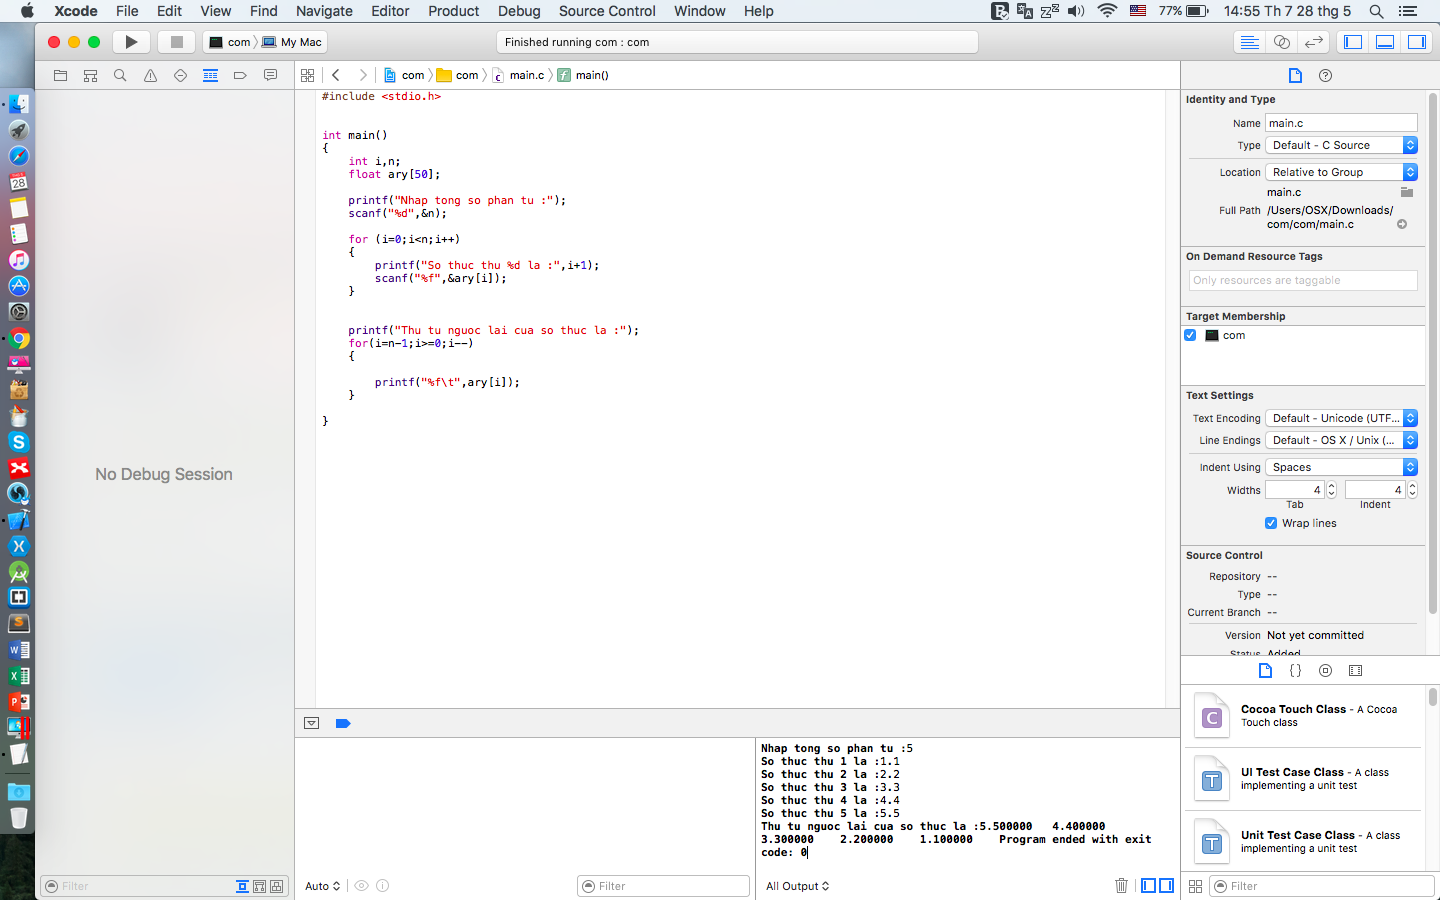 Xcode File Edit View Find Navigate Editor Product Debug Source Control Window Help 77% 14:55 Th 7 28 thg 5
com My Mac Finished running com : com
com com main.c main()
#include <stdio.h>
int main()
{
int i,n;
float ary[50];
printf("Nhap tong so phan tu :");
scanf("%d",&n);
for (i=0;i<n;i++)
{
printf("So thuc thu %d la :",i+1);
scanf("%f",&ary[i]);
}
printf("Thu tu nguoc lai cua so thuc la :");
for(i=n-1;i>=0;i--)
{
printf("%f\t",ary[i]);
}
}
No Debug Session
Filter
Auto
Filter
Nhap tong so phan tu :5
So thuc thu 1 la :1.1
So thuc thu 2 la :2.2
So thuc thu 3 la :3.3
So thuc thu 4 la :4.4
So thuc thu 5 la :5.5
Thu tu nguoc lai cua so thuc la :5.500000 4.400000
3.300000 2.200000 1.100000 Program ended with exit
code: 0
All Output
Identity and Type
Name main.c
Type Default - C Source
Location Relative to Group
main.c
Full Path /Users/OSX/Downloads/
com/com/main.c
On Demand Resource Tags
Only resources are taggable
Target Membership
com
Text Settings
Text Encoding Default - Unicode (UTF...
Line Endings Default - OS X / Unix (...
Indent Using Spaces
Widths 4 4
Tab Indent
Wrap lines
Source Control
Repository --
Type --
Current Branch --
Version Not yet committed
Status Added
Cocoa Touch Class - A Cocoa
Touch class
UI Test Case Class - A class
implementing a unit test
Unit Test Case Class - A class
implementing a unit test
Filter